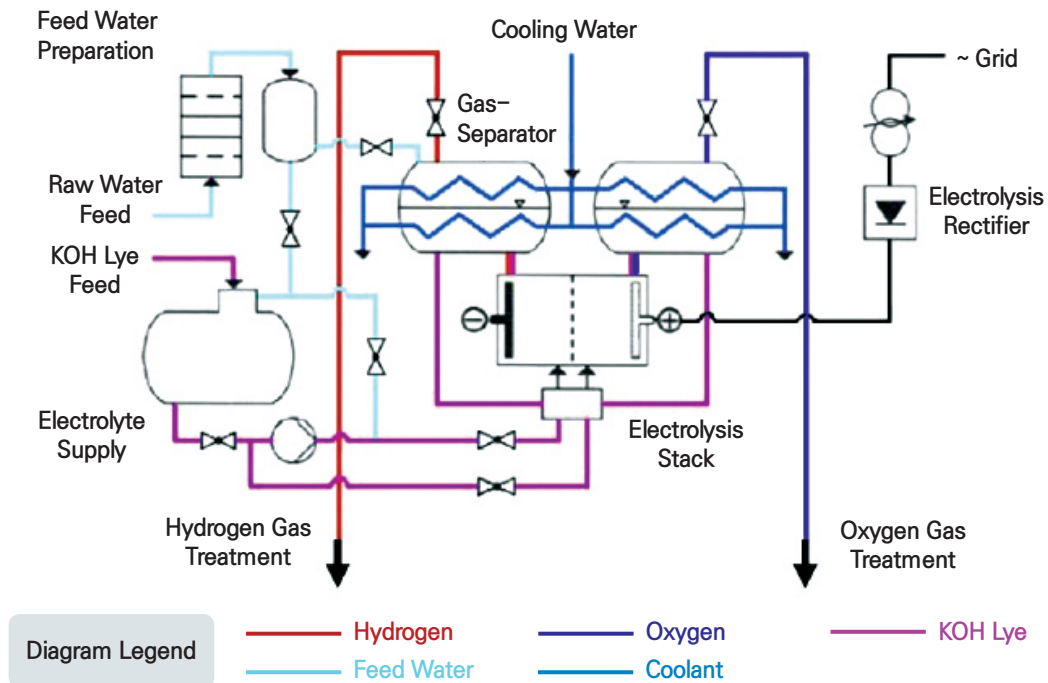 Feed Water
Preparation
Cooling Water
~ Grid
Gas-
Separator
Raw Water
Feed
Electrolysis
Rectifier
KOH Lye
Feed
−
+
Electrolyte
Supply
Electrolysis
Stack
Hydrogen Gas
Treatment
Oxygen Gas
Treatment
Diagram Legend
Hydrogen
Oxygen
KOH Lye
Feed Water
Coolant